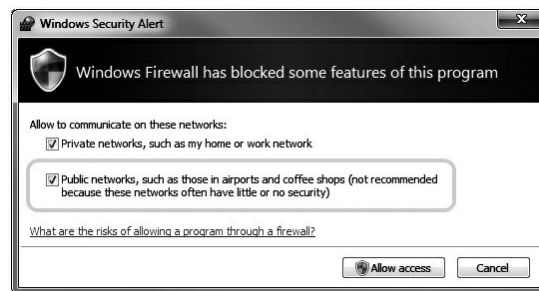 Windows Security Alert
Windows Firewall has blocked some features of this program
Allow to communicate on these networks:
Private networks, such as my home or work network
Public networks, such as those in airports and coffee shops (not recommended
because these networks often have little or no security)
What are the risks of allowing a program through a firewall?
Allow access Cancel